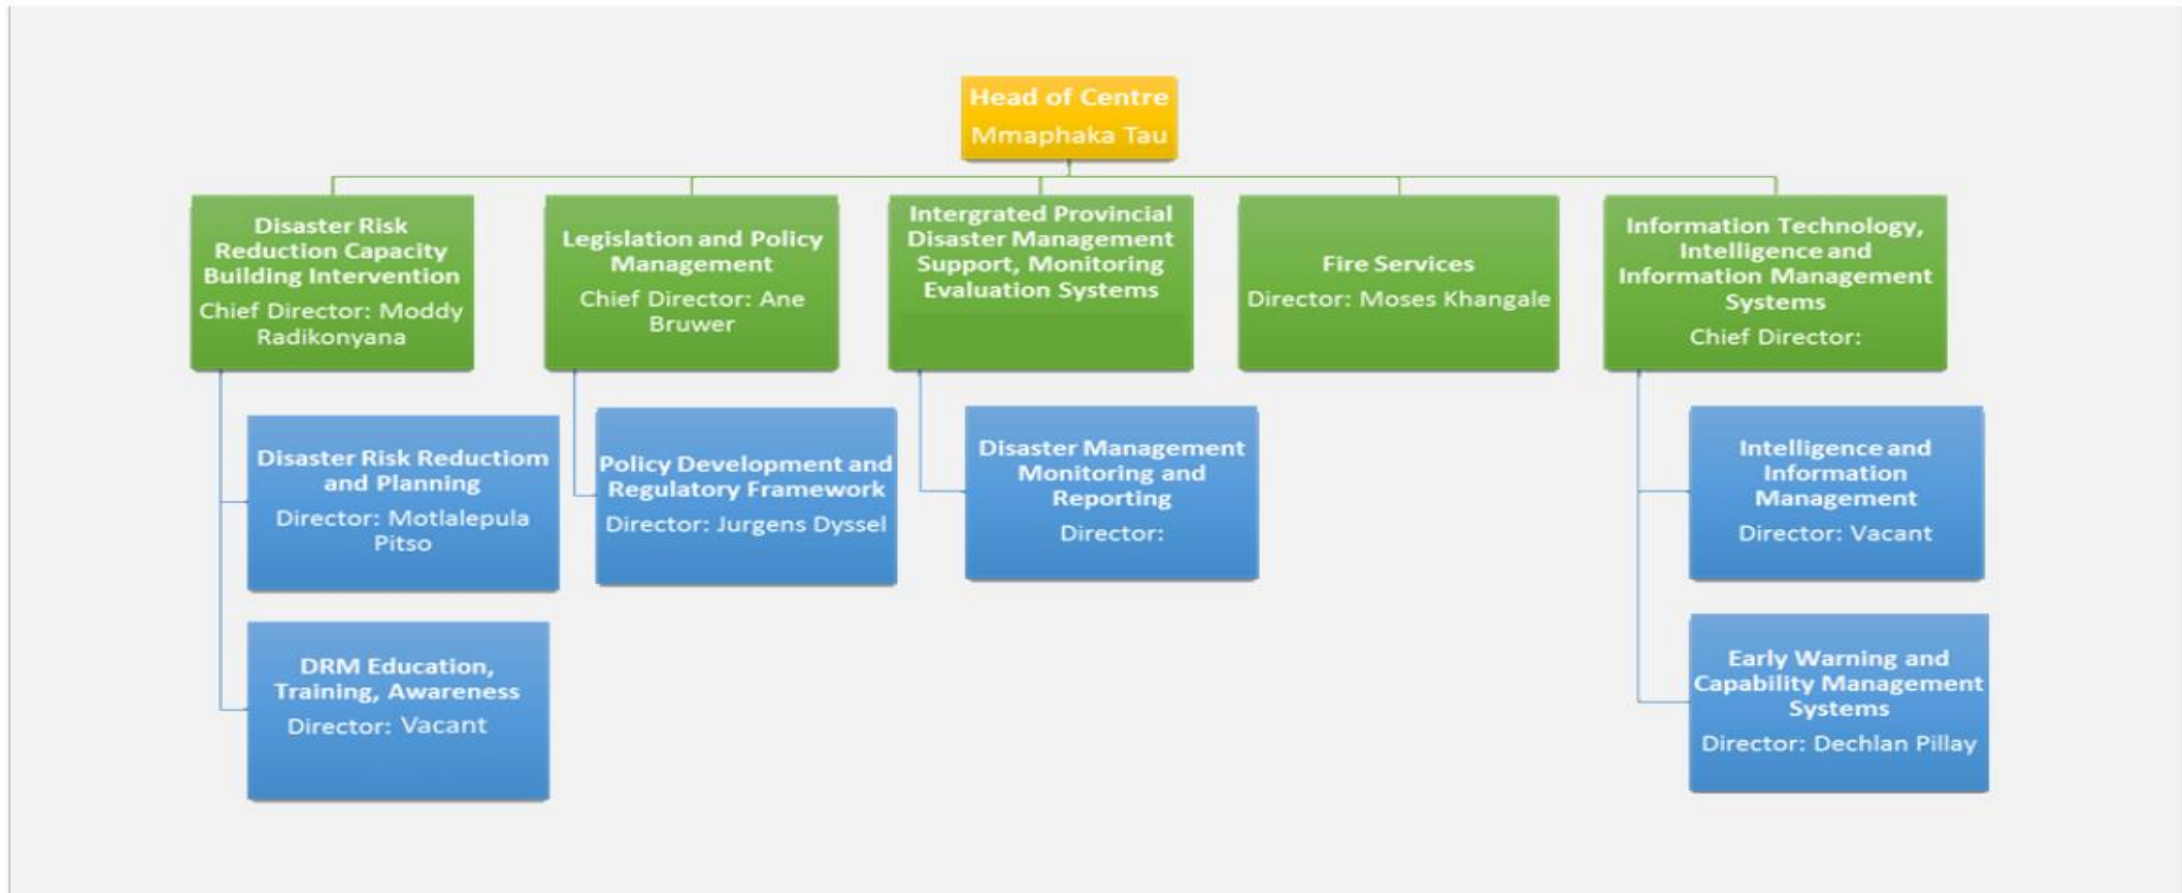 Head of Centre
Mmaphaka Tau
Disaster Risk
Reduction Capacity
Building Intervention
Chief Director: Moddy
Radikonyana
Legislation and Policy
Management
Chief Director: Ane
Bruwer
Intergrated Provincial
Disaster Management
Support, Monitoring
Evaluation Systems
Fire Services
Director: Moses Khangale
Information Technology,
Intelligence and
Information Management
Systems
Chief Director:
Disaster Risk Reductiom
and Planning
Director: Motlalepula
Pitso
Policy Development and
Regulatory Framework
Director: Jurgens Dyssel
Disaster Management
Monitoring and
Reporting
Director:
Intelligence and
Information
Management
Director: Vacant
DRM Education,
Training, Awareness
Director: Vacant
Early Warning and
Capability Management
Systems
Director: Dechlan Pillay